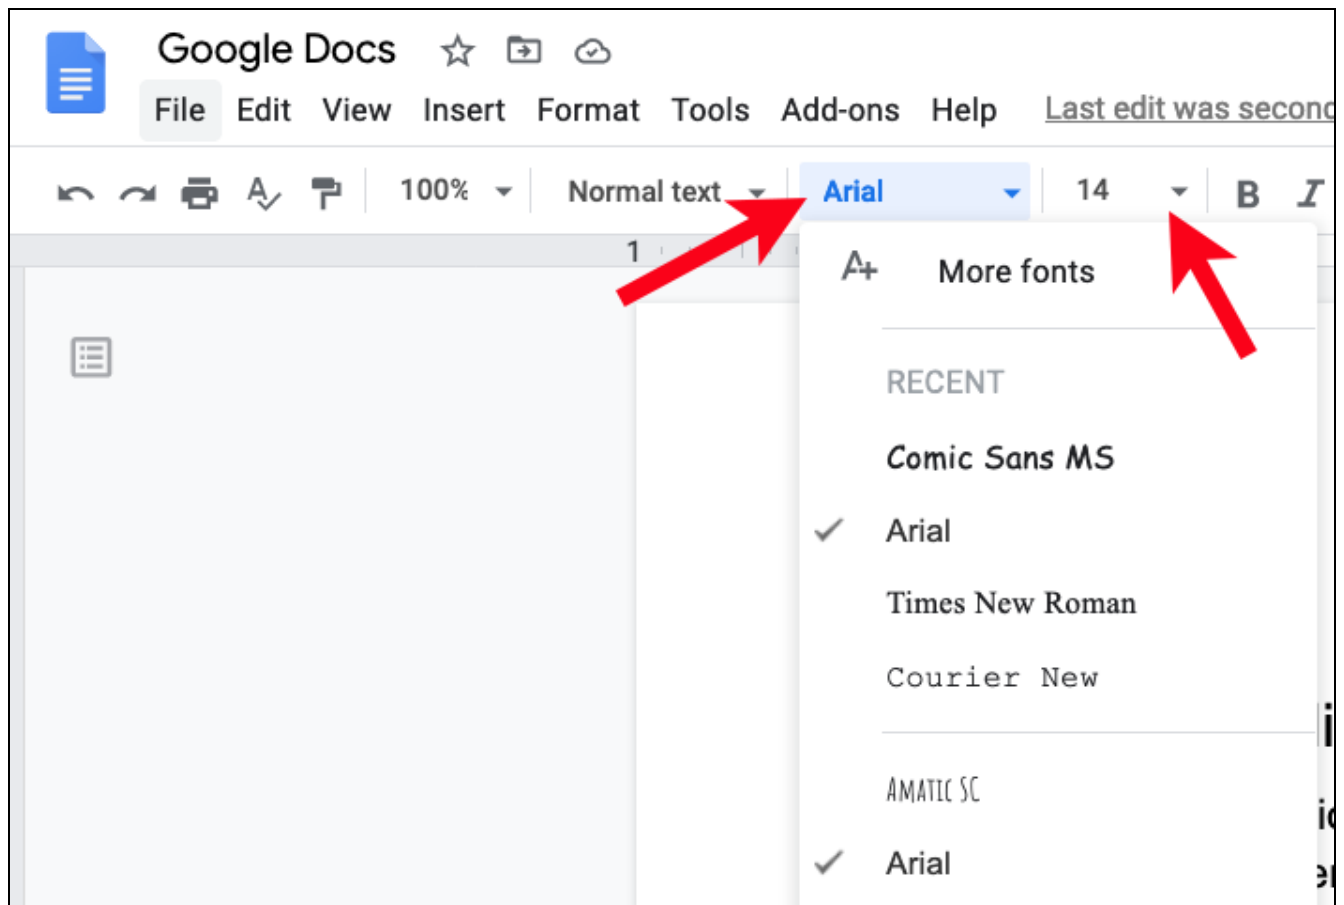 Google Docs
File Edit View Insert Format Tools Add-ons Help Last edit was
100% Normal text Arial 14 B I
1
More fonts
RECENT
Comic Sans MS
Arial
Times New Roman
Courier New
Amatic SC
Arial